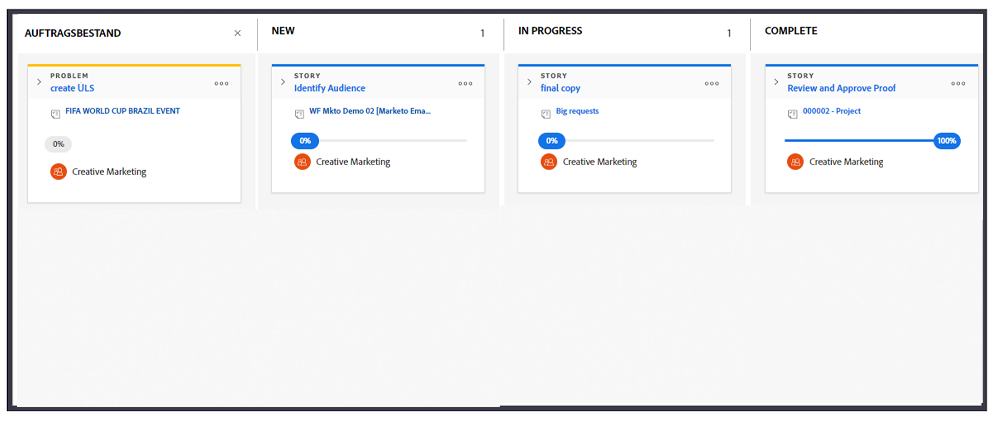 AUFTRAGSBESTAND ×
PROBLEM
create ÜLS
FIFA WORLD CUP BRAZIL EVENT
0%
Creative Marketing
NEW 1
STORY
Identify Audience
WF Mkto Demo 02 [Marketo Ema...
0%
Creative Marketing
IN PROGRESS 1
STORY
final copy
Big requests
0%
Creative Marketing
COMPLETE
STORY
Review and Approve Proof
000002 - Project
100%
Creative Marketing